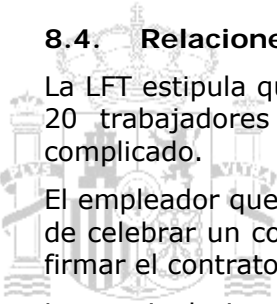 8.4. Relacione
La LFT estipula qu
20 trabajadores
complicado.
El empleador que
de celebrar un co
firmar el contrato